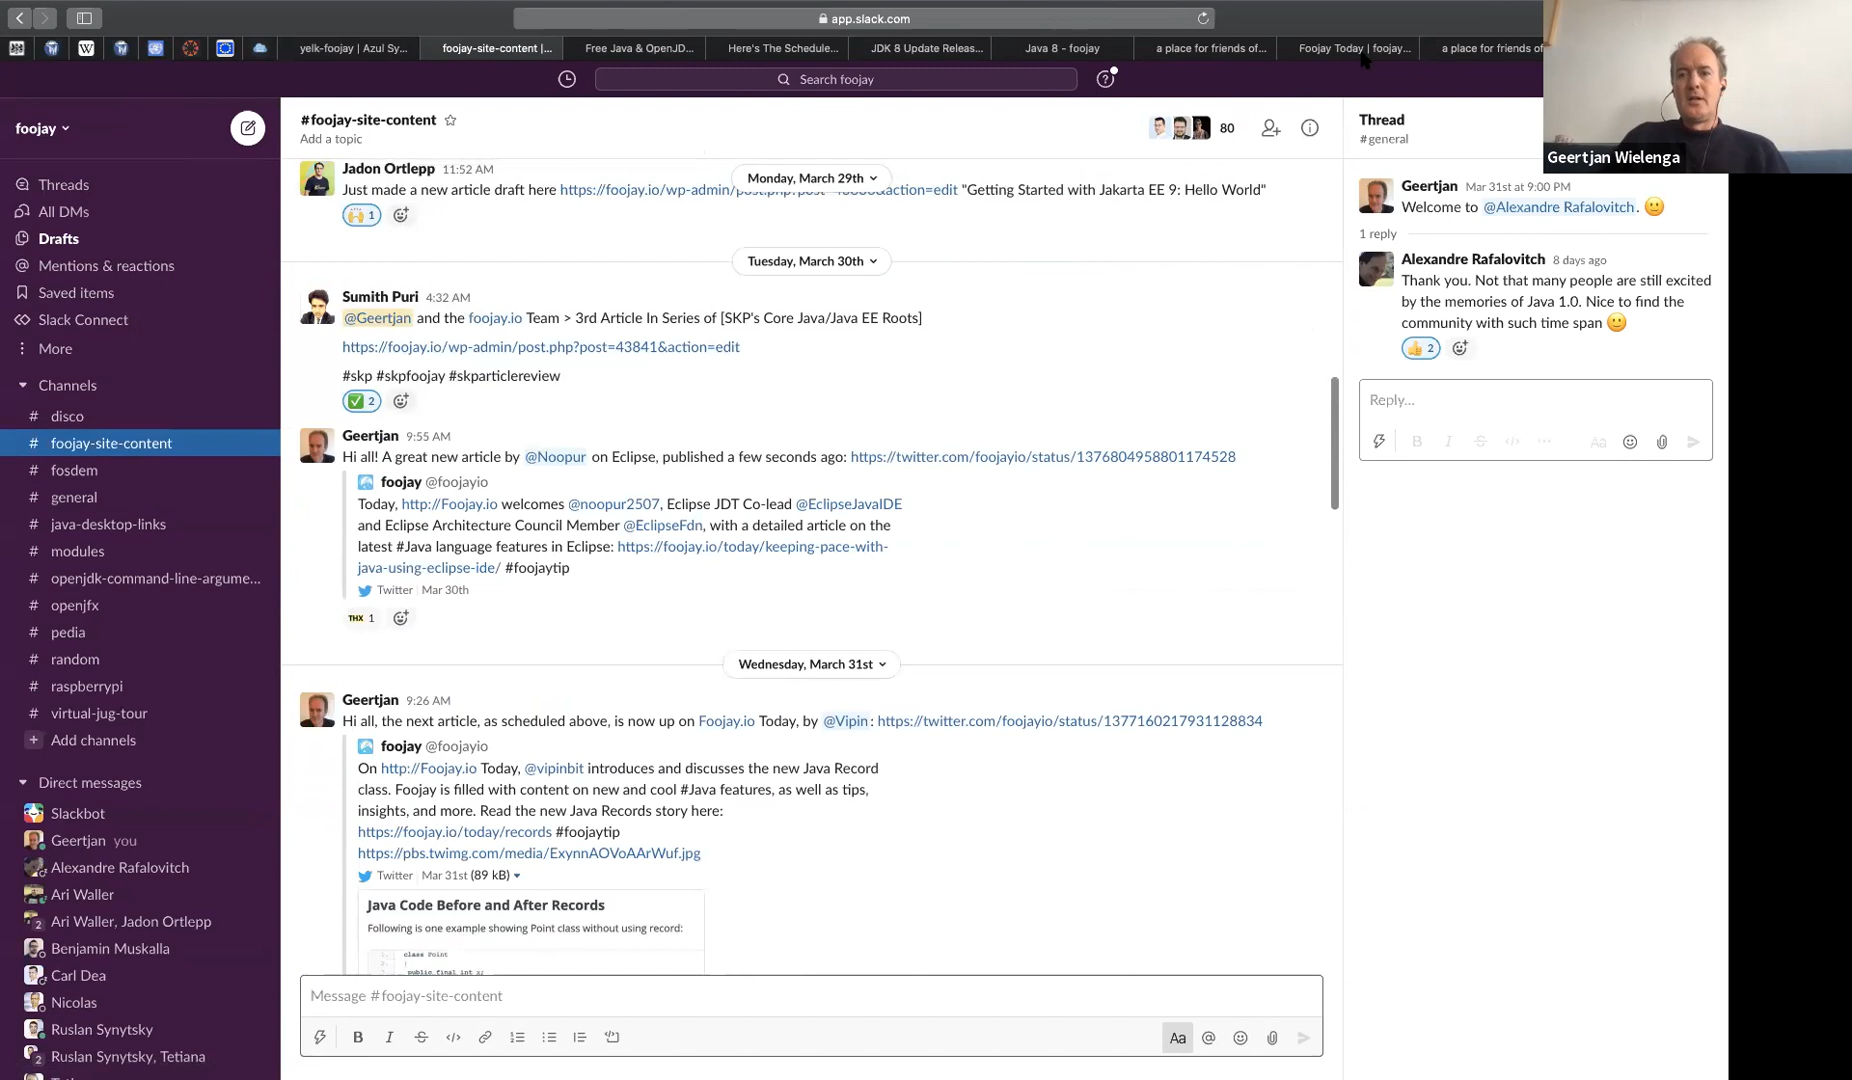 app.slack.com
yelk-foojay | Azul Sy... foojay-site-content |... Free Java & OpenJD... Here's The Schedule... JDK 8 Update Releas... Java 8 – foojay a place for friends of... Foojay Today | foojay... a place for friends of
Search foojay
foojay
Threads
All DMs
Drafts
Mentions & reactions
Saved items
Slack Connect
More
Channels
# disco
# foojay-site-content
# fosdem
# general
# java-desktop-links
# modules
# openjdk-command-line-argume...
# openjfx
# pedia
# random
# raspberrypi
# virtual-jug-tour
+ Add channels
Direct messages
Slackbot
Geertjan you
Alexandre Rafalovitch
Ari Waller
2 Ari Waller, Jadon Ortlepp
Benjamin Muskalla
Carl Dea
Nicolas
Ruslan Synytsky
2 Ruslan Synytsky, Tetiana
#foojay-site-content
Add a topic
80
Jadon Ortlepp 11:52 AM
Monday, March 29th
Just made a new article draft here https://foojay.io/wp-admin/post.php?post=43836&action=edit "Getting Started with Jakarta EE 9: Hello World"
1
Tuesday, March 30th
Sumith Puri 4:32 AM
@Geertjan and the foojay.io Team > 3rd Article In Series of [SKP's Core Java/Java EE Roots]
https://foojay.io/wp-admin/post.php?post=43841&action=edit
#skp #skpfoojay #skparticlereview
2
Geertjan 9:55 AM
Hi all! A great new article by @Noopur on Eclipse, published a few seconds ago: https://twitter.com/foojayio/status/1376804958801174528
foojay @foojayio
Today, http://Foojay.io welcomes @noopur2507, Eclipse JDT Co-lead @EclipseJavaIDE
and Eclipse Architecture Council Member @EclipseFdn, with a detailed article on the
latest #Java language features in Eclipse: https://foojay.io/today/keeping-pace-with-
java-using-eclipse-ide/ #foojaytip
Twitter | Mar 30th
THX 1
Wednesday, March 31st
Geertjan 9:26 AM
Hi all, the next article, as scheduled above, is now up on Foojay.io Today, by @Vipin: https://twitter.com/foojayio/status/1377160217931128834
foojay @foojayio
On http://Foojay.io Today, @vipinbit introduces and discusses the new Java Record
class. Foojay is filled with content on new and cool #Java features, as well as tips,
insights, and more. Read the new Java Records story here:
https://foojay.io/today/records #foojaytip
https://pbs.twimg.com/media/ExynnAOVoAArWuf.jpg
Twitter | Mar 31st (89 kB)
Java Code Before and After Records
Following is one example showing Point class without using record:
class Point
{
public final int x;
Message #foojay-site-content
B I S </>
Aa @
Thread
#general
Geertjan Mar 31st at 9:00 PM
Welcome to @Alexandre Rafalovitch.
1 reply
Alexandre Rafalovitch 8 days ago
Thank you. Not that many people are still excited
by the memories of Java 1.0. Nice to find the
community with such time span
2
Reply...
B I S </> ... Aa
Geertjan Wielenga